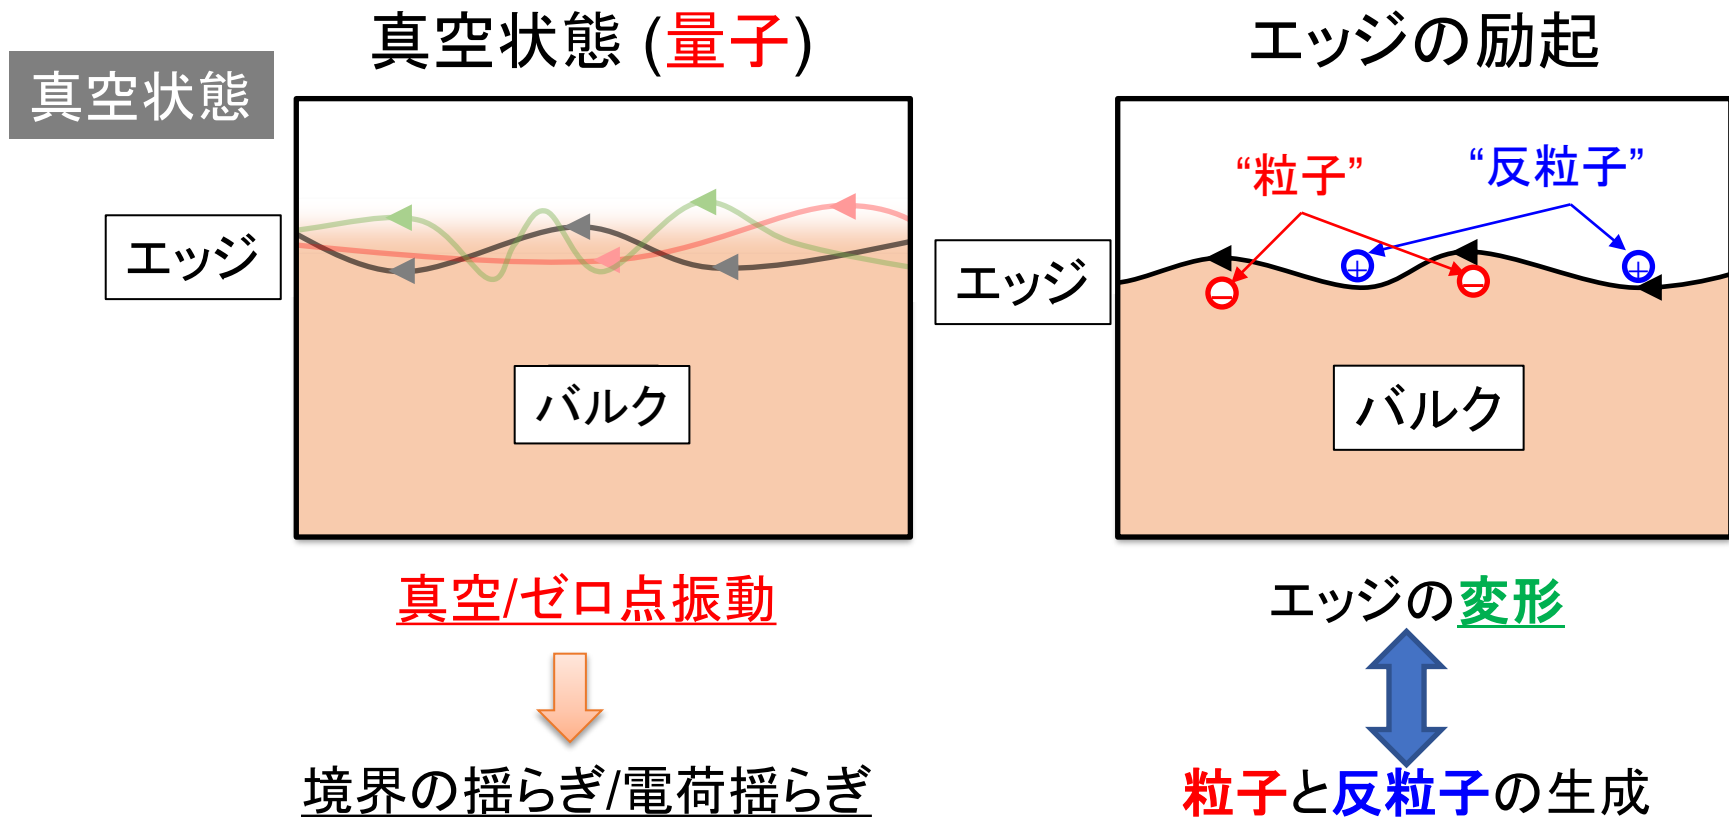 真空状態
真空状態 (量子)
エッジ
バルク
真空/ゼロ点振動
境界の揺らぎ/電荷揺らぎ
エッジの励起
“粒子”
“反粒子”
+
+
−
−
エッジ
バルク
エッジの変形
粒子と反粒子の生成